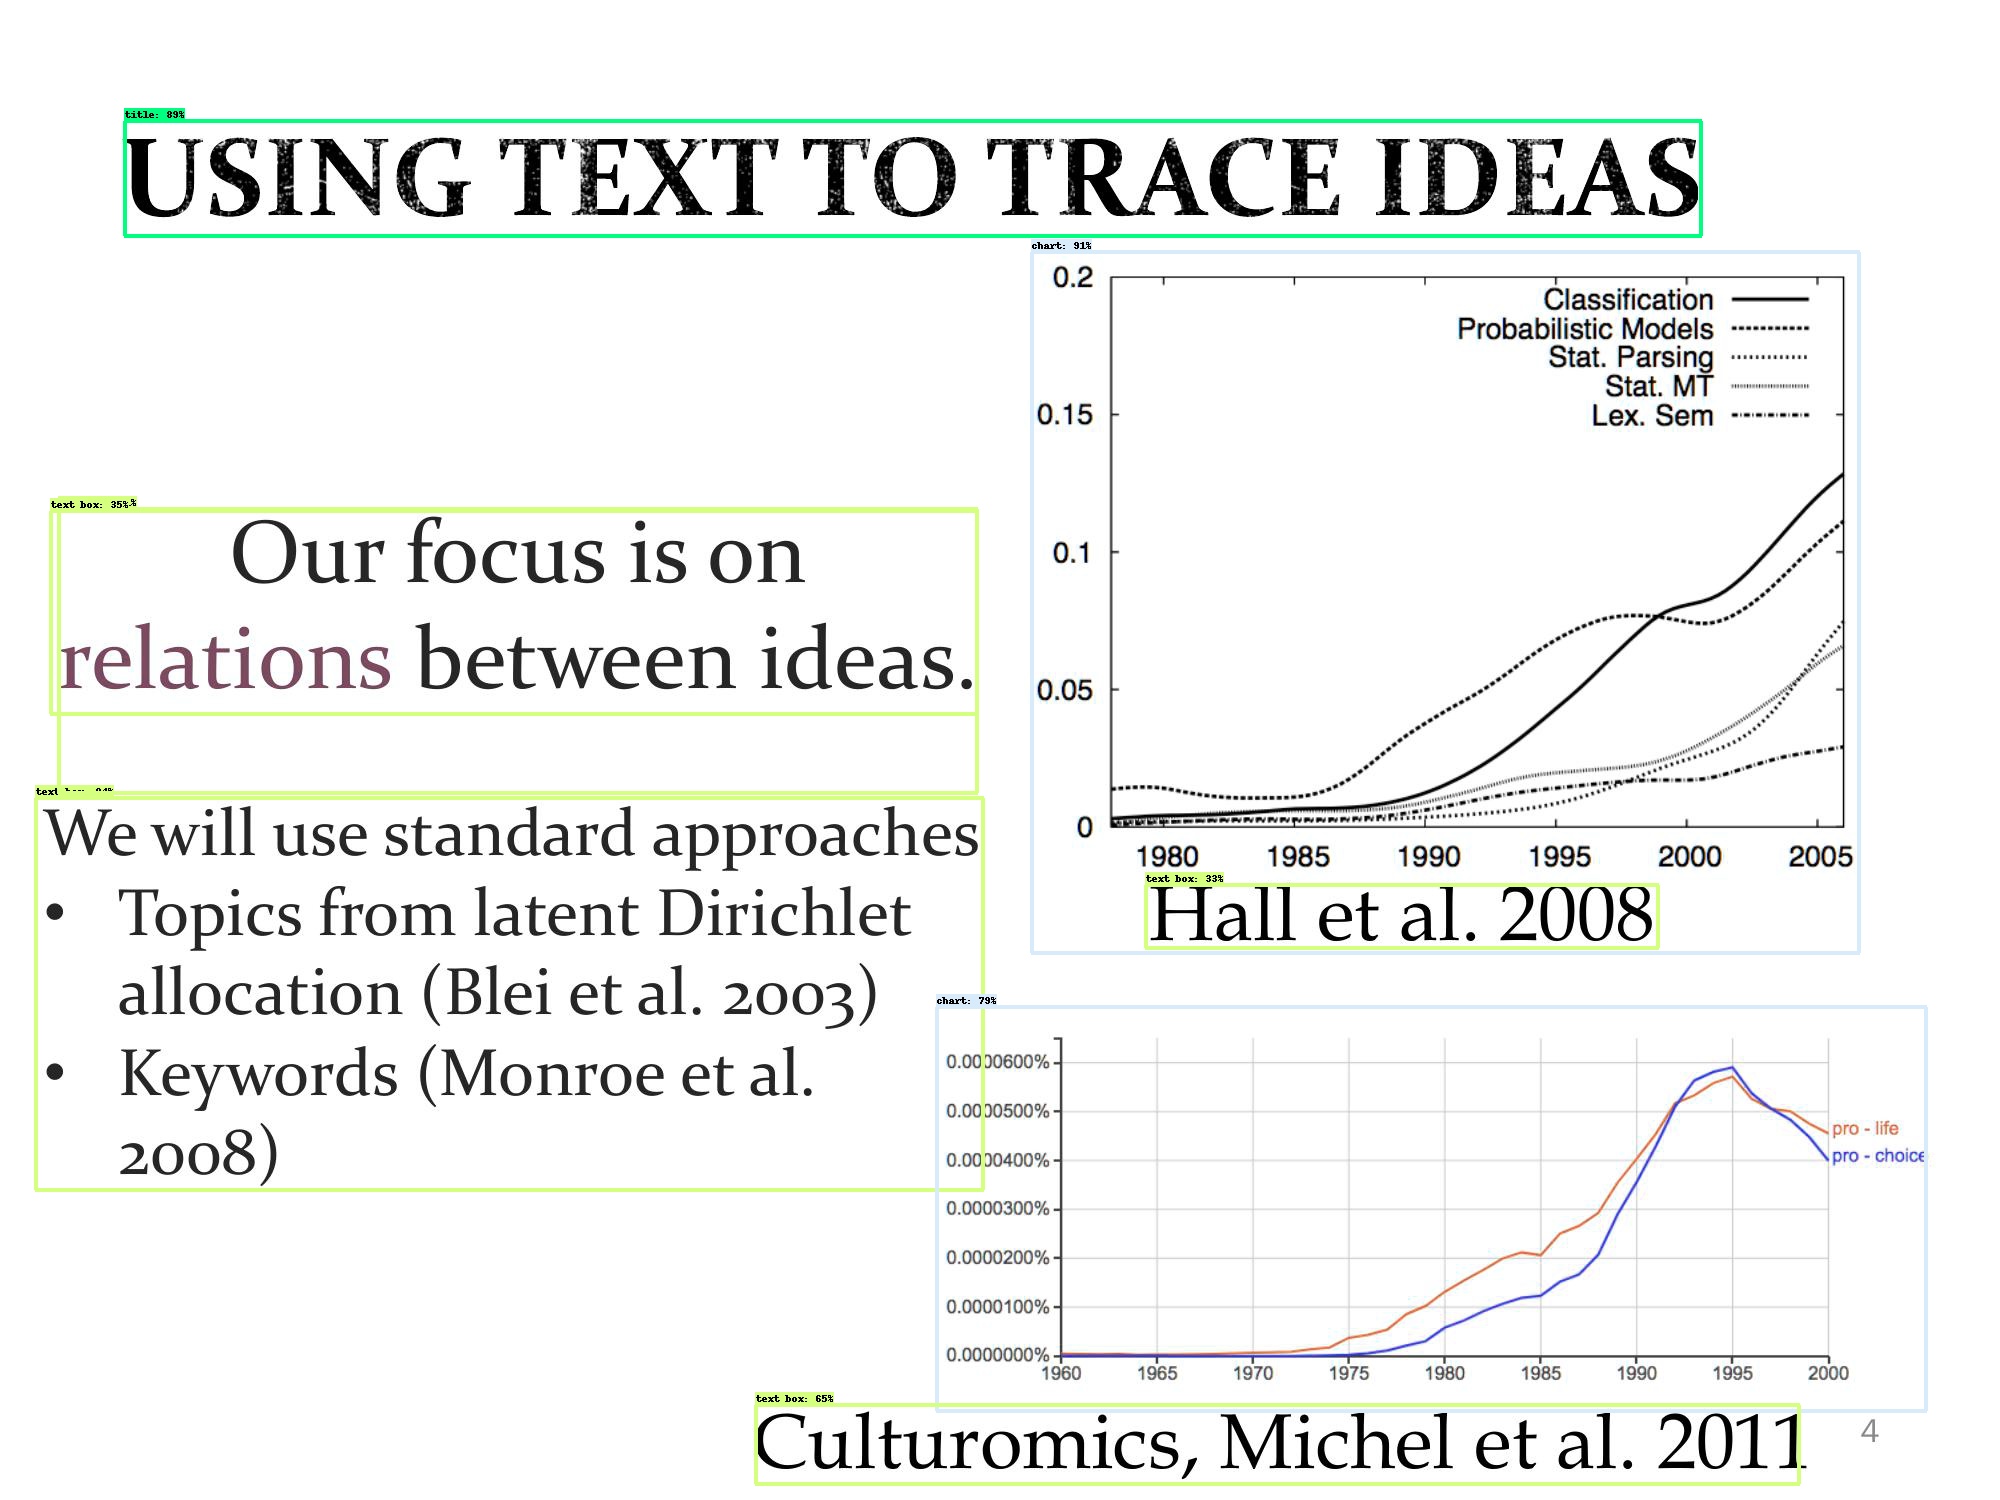 title: 89%
USING TEXT TO TRACE IDEAS
chart: 91%
0.2
0.15
0.1
0.05
0
Classification
Probabilistic Models
Stat. Parsing
Stat. MT
Lex. Sem
1980 1985 1990 1995 2000 2005
text box: 33%
Hall et al. 2008
text box: 35%
Our focus is on
relations between ideas.
We will use standard approaches
• Topics from latent Dirichlet
allocation (Blei et al. 2003)
• Keywords (Monroe et al.
2008)
chart: 79%
0.0000600%
0.0000500%
0.0000400%
0.0000300%
0.0000200%
0.0000100%
0.0000000%
pro - life
pro - choice
1960 1965 1970 1975 1980 1985 1990 1995 2000
text box: 65%
Culturomics, Michel et al. 2011
4